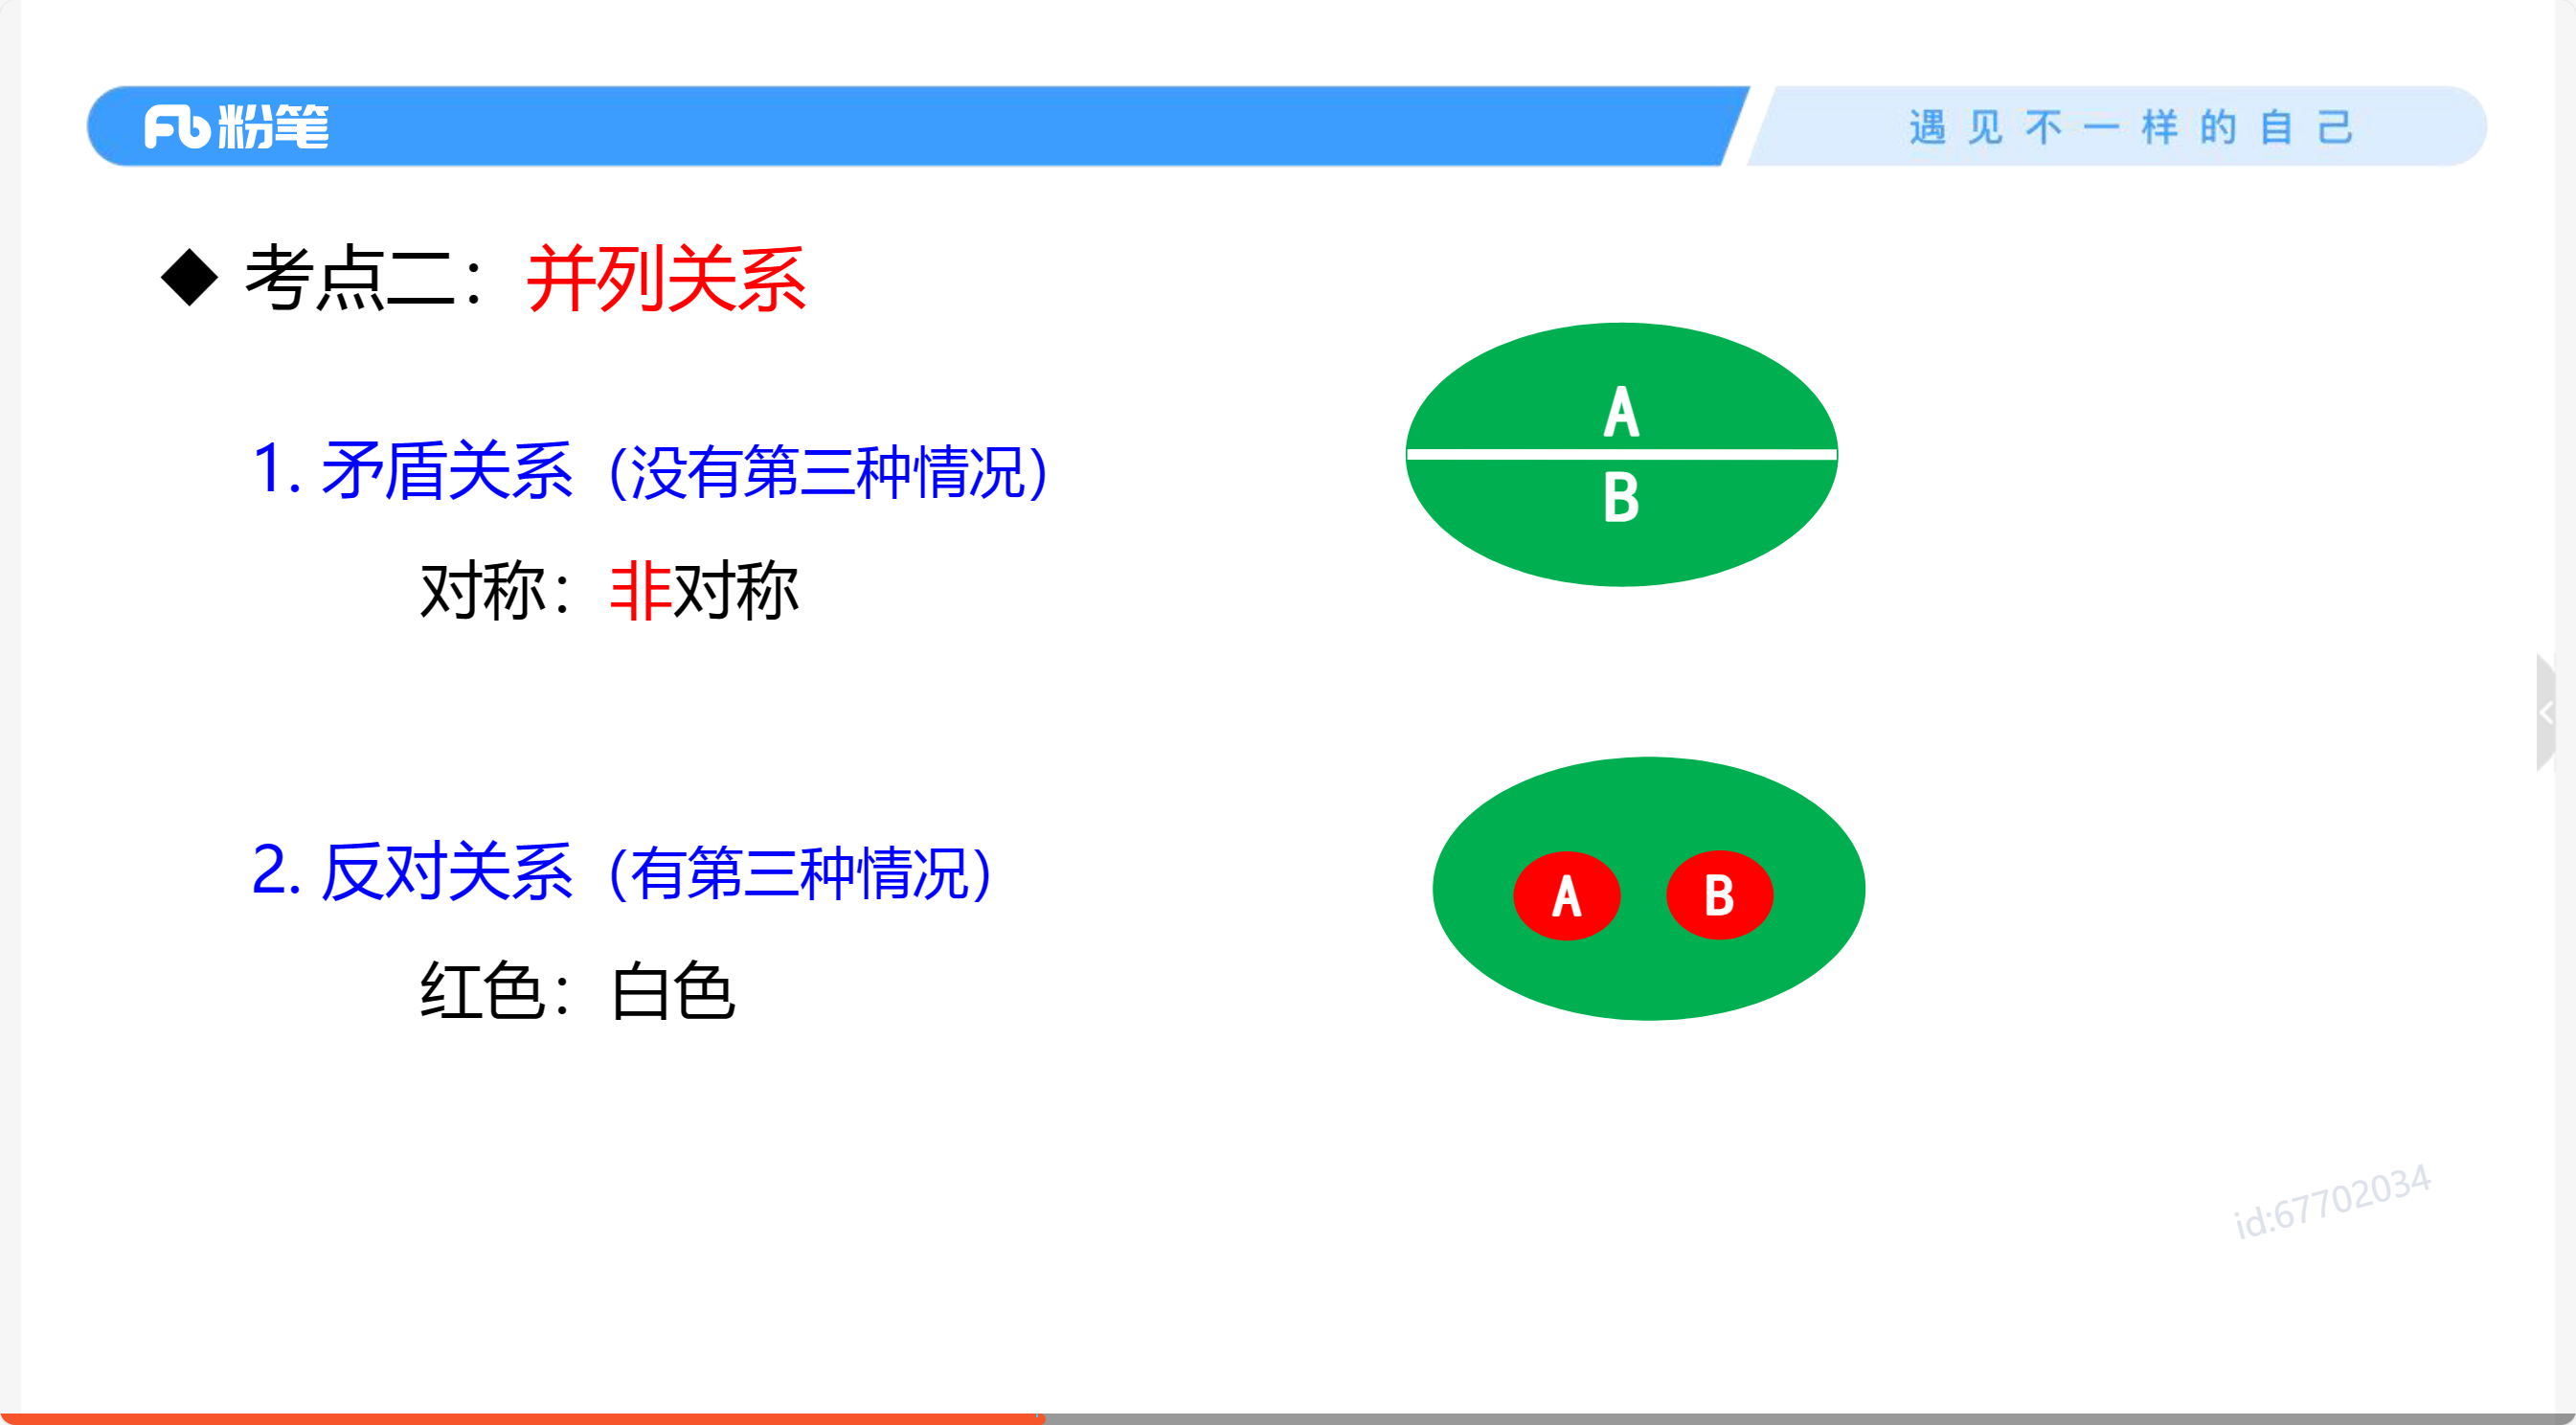 Fb粉笔
遇见不一样的自己
◆ 考点二：并列关系
1. 矛盾关系（没有第三种情况）
对称：非对称
A
B
2. 反对关系（有第三种情况）
红色：白色
A B
id:67702034